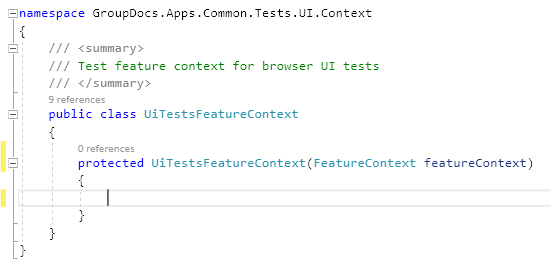 namespace GroupDocs.Apps.Common.Tests.UI.Context
{
/// <summary>
/// Test feature context for browser UI tests
/// </summary>
9 references
public class UiTestsFeatureContext
{
0 references
protected UiTestsFeatureContext(FeatureContext featureContext)
{
}
}
}